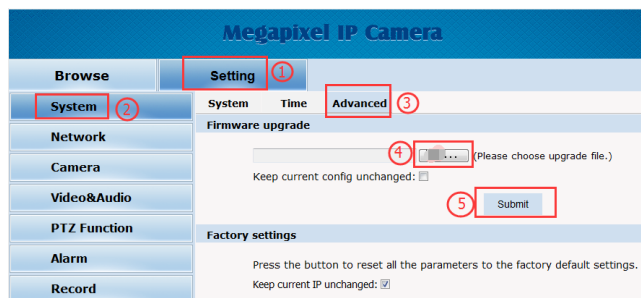 Megapixel IP Camera
Browse Setting 1
System 2 System Time Advanced 3
Network Firmware upgrade
4 ... (Please choose upgrade file.)
Camera Keep current config unchanged:
Video&Audio 5 Submit
PTZ Function Factory settings
Alarm Press the button to reset all the parameters to the factory default settings.
Record Keep current IP unchanged: